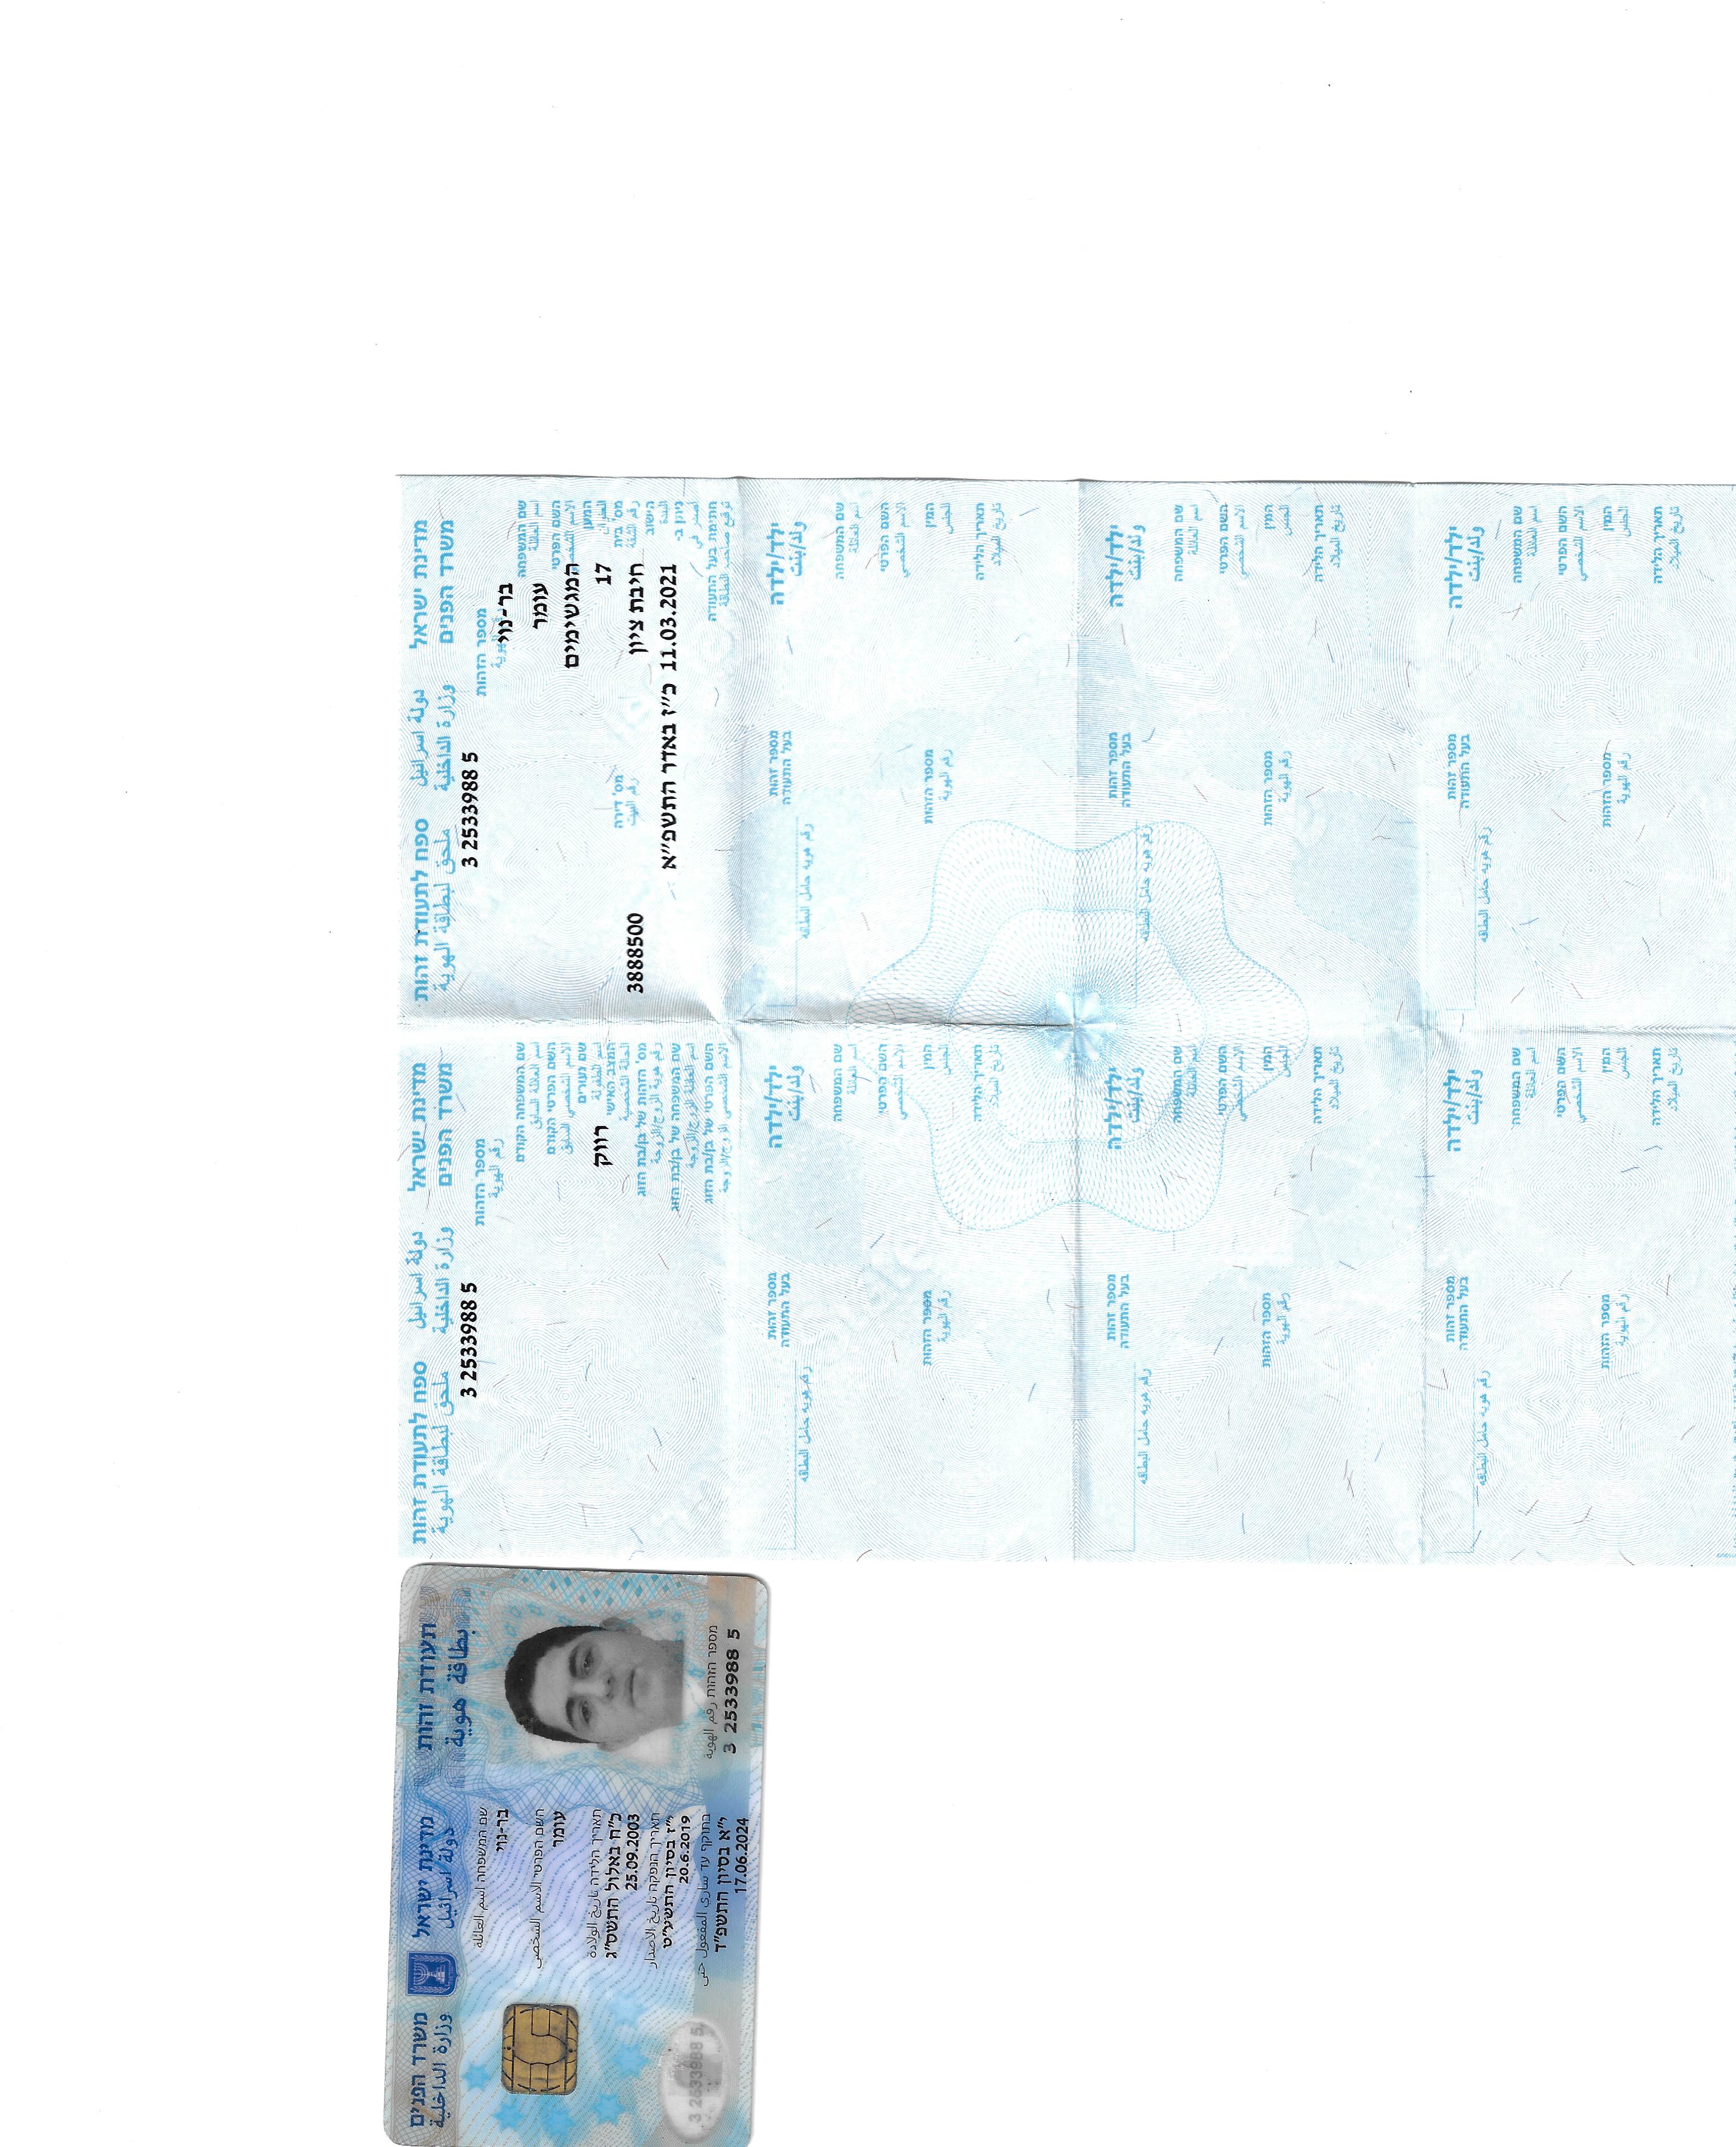 תעודת זהות
بطاقة هوية
מדינת ישראל
دولة اسرائيل
משרד הפנים
وزارة الداخلية
שם המשפחה اسم العائلة
בר-נוי
השם הפרטי الاسم الشخصي
עומר
תאריך הלידה تاريخ الولادة
כ"ח באלול התשס"ג
25.09.2003
תאריך הנפקה تاريخ الاصدار
י"ז בסיון התשע"ט
20.6.2019
בתוקף עד ساري المفعول حتى
י"א בסיון התשפ"ד
17.06.2024
מספר הזהות رقم الهوية
3 2533988 5
3 2533988 5
מדינת ישראל دولة اسرائيل ספח לתעודת זהות
משרד הפנים وزارة الداخلية ملحق لبطاقة الهوية
3 2533988 5
מספר הזהות
رقم الهوية
בר-נוי
שם המשפחה
اسم العائلة
עומר
השם הפרטי
الاسم الشخصي
המגשימים
המען
العنوان
17
מס' בית
رقم الشقة
מס' דירה
رقم البيت
חיבת ציון
3888500
הישוב
البلدة
11.03.2021 כ"ז באדר התשפ"א
ניתן ב-
أصدر في
חתימת בעל התעודה
توقيع صاحب البطاقة
מדינת ישראל دولة اسرائيل ספח לתעודת זהות
משרד הפנים وزارة الداخلية ملحق لبطاقة الهوية
3 2533988 5
מספר הזהות
رقم الهوية
שם המשפחה הקודם
اسم العائلة السابق
השם הפרטי הקודם
الاسم الشخصي السابق
שם נעורים
اسم الطفولة
רווק
המצב האישי
الحالة الشخصية
מס' הזהות של בן/בת הזוג
رقم هوية الزوج/الزوجة
שם המשפחה של בן/בת הזוג
اسم العائلة الزوج/الزوجة
השם הפרטי של בן/בת הזוג
الاسم الشخصي الزوج/الزوجة
ילד/ילדה
ولد/بنت
מספר זהות
בעל התעודה
رقم هويه حامل البطاقه
שם המשפחה
اسم العائلة
השם הפרטי
الاسم الشخصي
המין
الجنس
מספר הזהות
رقم الهوية
תאריך הלידה
تاريخ الميلاد
ילד/ילדה
ولد/بنت
מספר זהות
בעל התעודה
رقم هويه حامل البطاقه
שם המשפחה
اسم العائلة
השם הפרטי
الاسم الشخصي
המין
الجنس
מספר הזהות
رقم الهوية
תאריך הלידה
تاريخ الميلاد
ילד/ילדה
ولد/بنت
מספר זהות
בעל התעודה
رقم هويه حامل البطاقه
שם המשפחה
اسم العائلة
השם הפרטי
الاسم الشخصي
המין
الجنس
מספר הזהות
رقم الهوية
תאריך הלידה
تاريخ الميلاد
ילד/ילדה
ولد/بنت
מספר זהות
בעל התעודה
رقم هويه حامل البطاقه
שם המשפחה
اسم العائلة
השם הפרטי
الاسم الشخصي
המין
الجنس
מספר הזהות
رقم الهوية
תאריך הלידה
تاريخ الميلاد
ילד/ילדה
ولد/بنت
מספר זהות
בעל התעודה
رقم هويه حامل البطاقه
שם המשפחה
اسم العائلة
השם הפרטי
الاسم الشخصي
המין
الجنس
מספר הזהות
رقم الهوية
תאריך הלידה
تاريخ الميلاد
ילד/ילדה
ولد/بنت
מספר זהות
בעל התעודה
رقم هويه حامل البطاقه
שם המשפחה
اسم العائلة
השם הפרטי
الاسم الشخصي
המין
الجنس
מספר הזהות
رقم الهوية
תאריך הלידה
تاريخ الميلاد